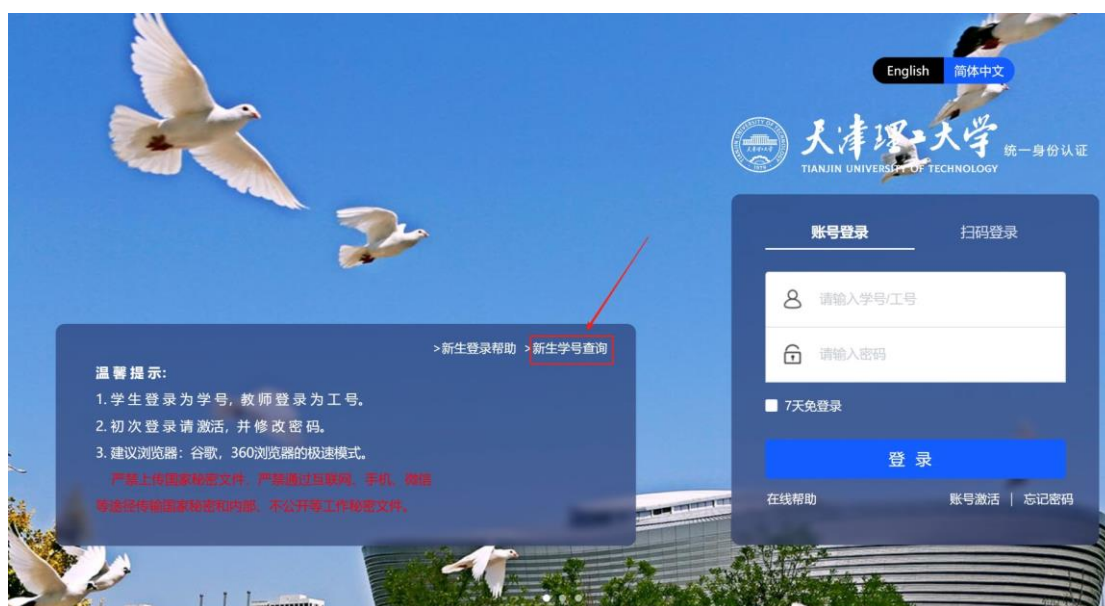 English 简体中文
天津理工大学 统一身份认证
TIANJIN UNIVERSITY OF TECHNOLOGY
账号登录 扫码登录
请输入学号/工号
请输入密码
7天免登录
登 录
在线帮助 账号激活 | 忘记密码
>新生登录帮助 >新生学号查询
温馨提示:
1. 学生登录为学号, 教师登录为工号。
2. 初次登录请激活, 并修改密码。
3. 建议浏览器：谷歌，360浏览器的极速模式。
严禁上传国家秘密文件、严禁通过互联网、手机、微信
等途径传输国家秘密和内部、不公开等工作秘密文件。